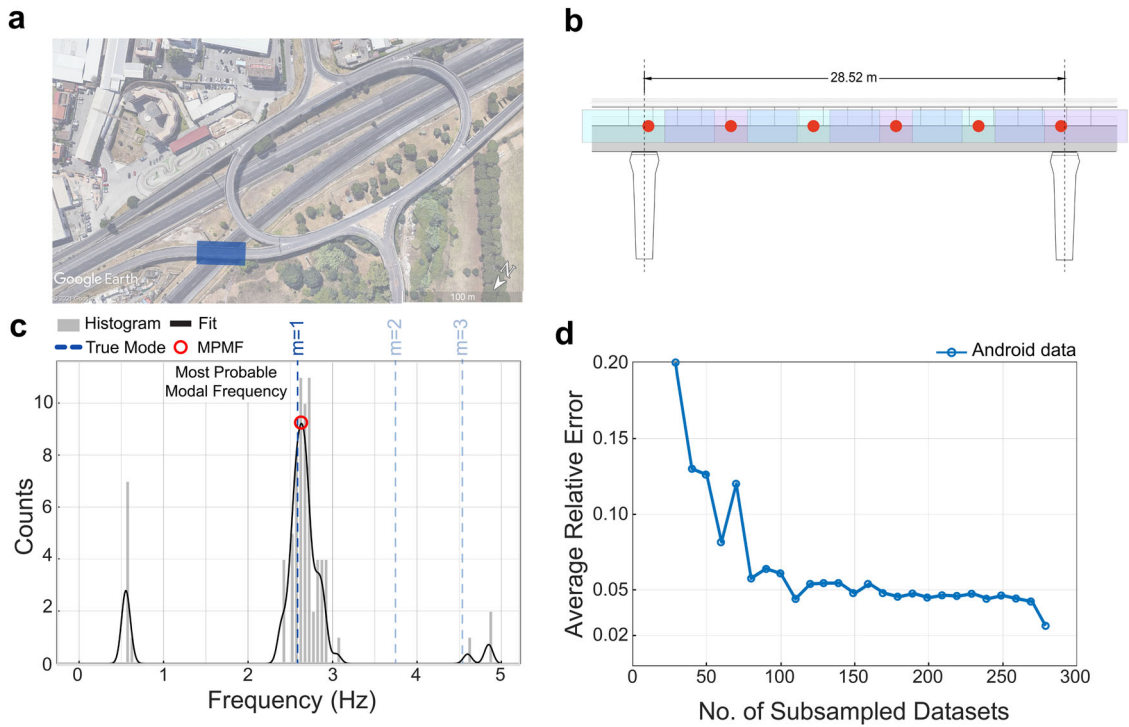 a
Google Earth
100 m
N
b
28.52 m
c
Histogram
Fit
True Mode
MPMF
m=1
m=2
m=3
Most Probable
Modal Frequency
Counts
10
8
6
4
2
0
0 1 2 3 4 5
Frequency (Hz)
d
Android data
Average Relative Error
0.20
0.15
0.10
0.05
0.02
0 50 100 150 200 250 300
No. of Subsampled Datasets